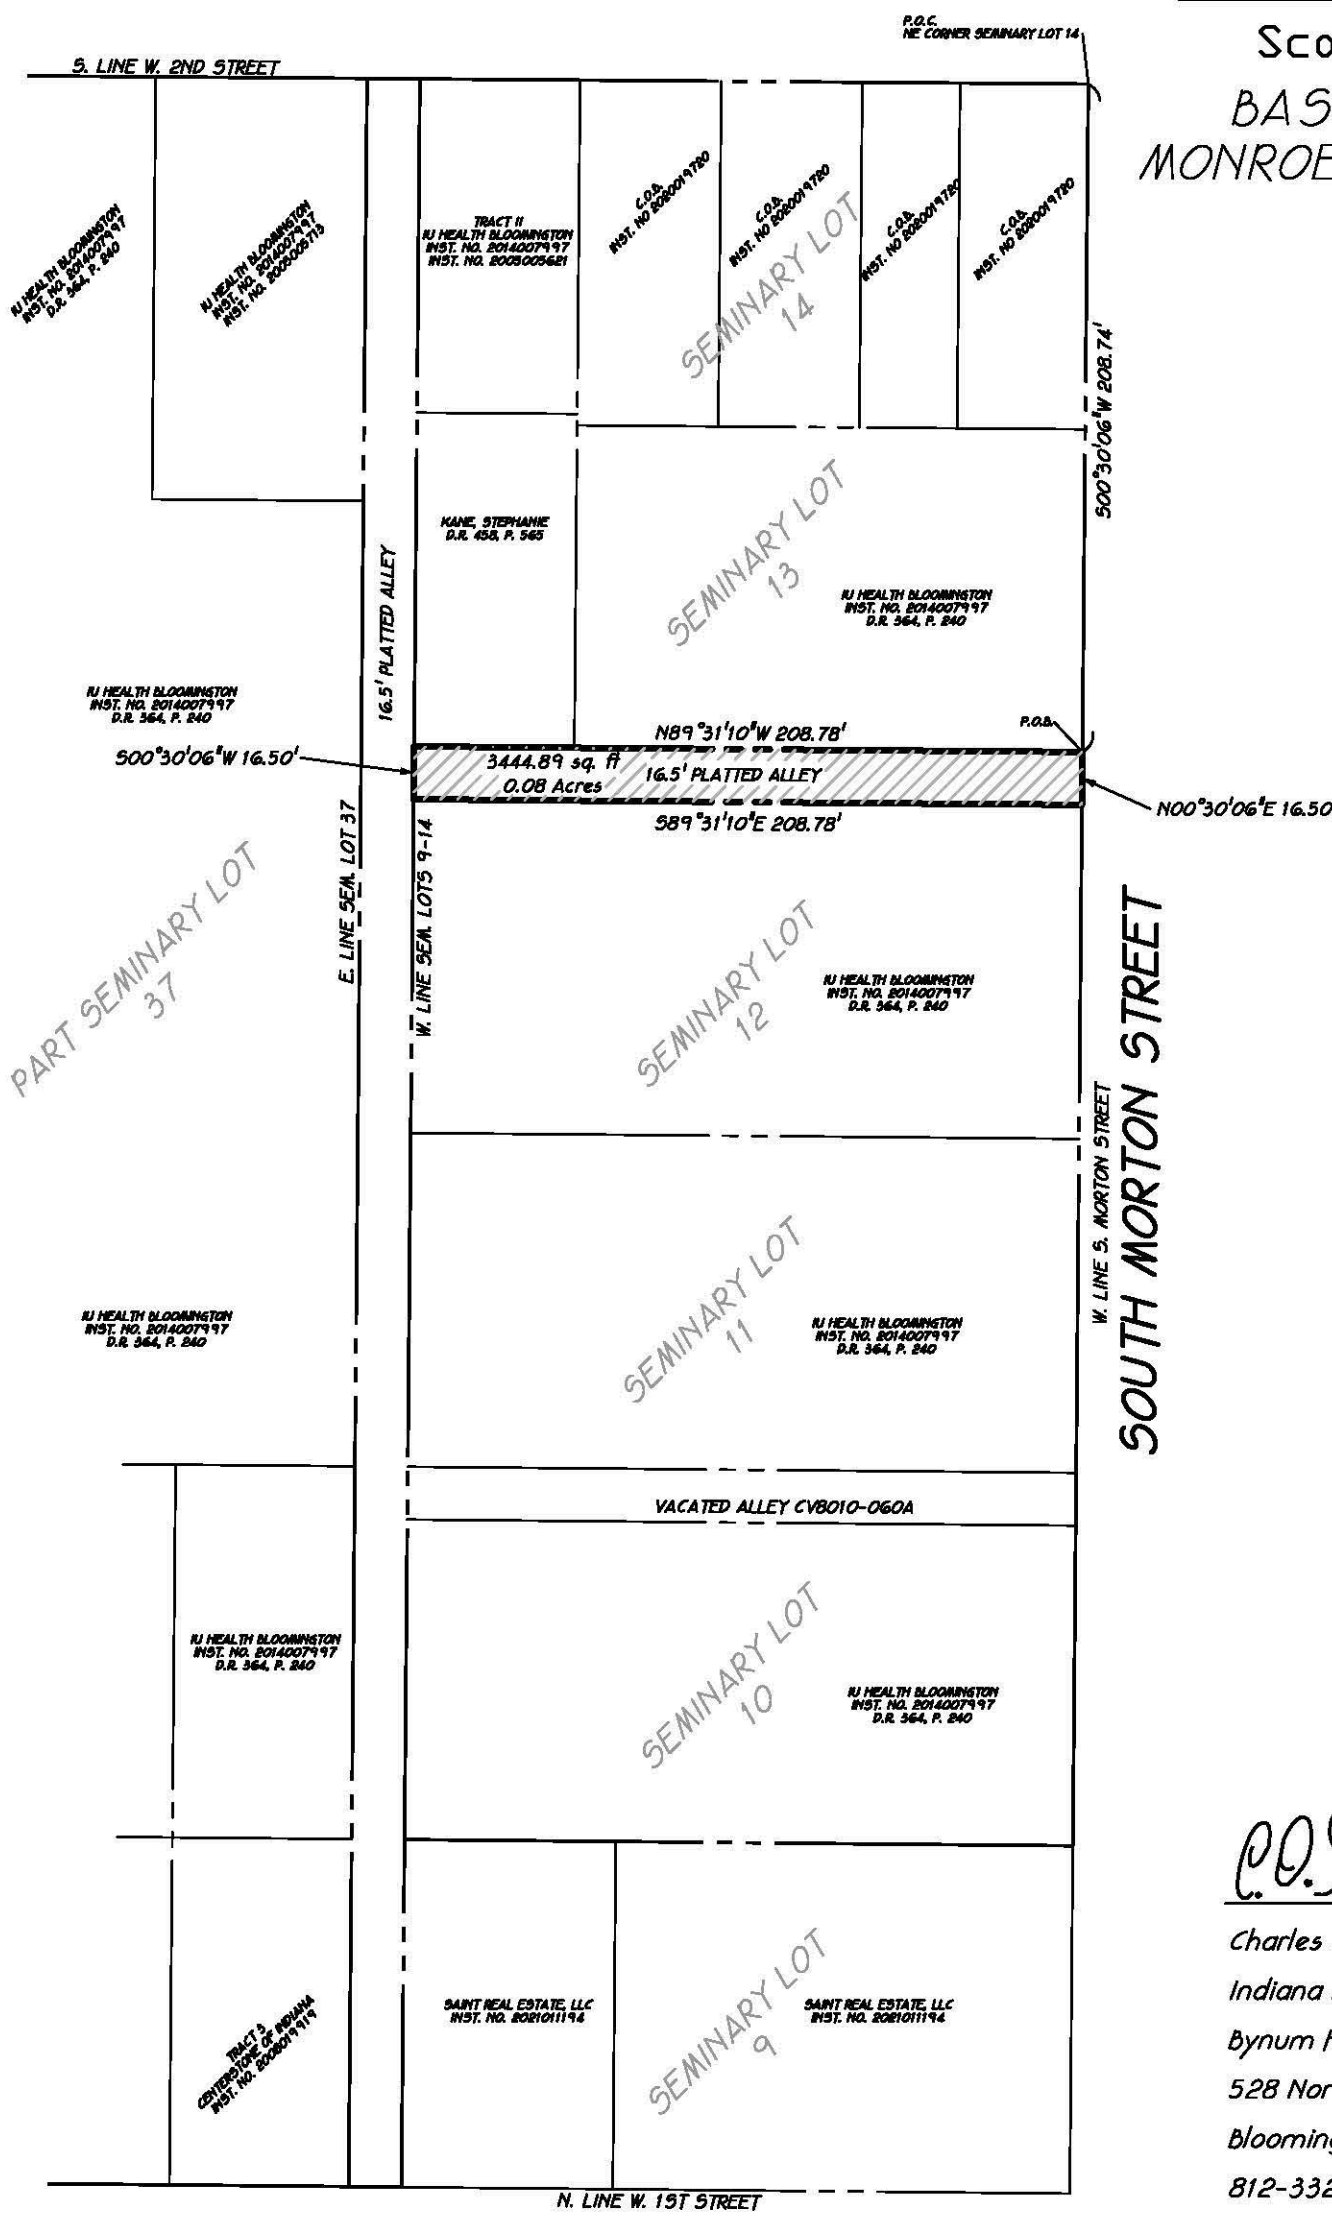 P.O.C.
NE CORNER SEMINARY LOT 14
Sco
BAS
MONROE
S. LINE W. 2ND STREET
IU HEALTH BLOOMINGTON
INST. NO. 2014007997
D.R. 364, P. 240
IU HEALTH BLOOMINGTON
INST. NO. 2014007997
INST. NO. 2005005713
TRACT 11
IU HEALTH BLOOMINGTON
INST. NO. 2014007997
INST. NO. 2005005621
C.O.B.
INST. NO 2020019720
C.O.B.
INST. NO 2020019720
C.O.B.
INST. NO 2020019720
C.O.B.
INST. NO 2020019720
SEMINARY LOT
14
S00°30'06"W 208.74'
KANE, STEPHANIE
D.R. 458, P. 565
SEMINARY LOT
13
IU HEALTH BLOOMINGTON
INST. NO. 2014007997
D.R. 364, P. 240
16.5' PLATTED ALLEY
IU HEALTH BLOOMINGTON
INST. NO. 2014007997
D.R. 364, P. 240
S00°30'06"W 16.50'
N89°31'10"W 208.78'
P.O.B.
3444.89 sq. ft
0.08 Acres
16.5' PLATTED ALLEY
S89°31'10"E 208.78'
N00°30'06"E 16.50
E. LINE SEM. LOT 37
W. LINE SEM. LOTS 9-14
PART SEMINARY LOT
37
SEMINARY LOT
12
IU HEALTH BLOOMINGTON
INST. NO. 2014007997
D.R. 364, P. 240
W. LINE S. MORTON STREET
SOUTH MORTON STREET
SEMINARY LOT
11
IU HEALTH BLOOMINGTON
INST. NO. 2014007997
D.R. 364, P. 240
IU HEALTH BLOOMINGTON
INST. NO. 2014007997
D.R. 364, P. 240
VACATED ALLEY CV8010-060A
IU HEALTH BLOOMINGTON
INST. NO. 2014007997
D.R. 364, P. 240
SEMINARY LOT
10
IU HEALTH BLOOMINGTON
INST. NO. 2014007997
D.R. 364, P. 240
TRACT 3
CENTERSTONE OF INDIANA
INST. NO. 2008019919
SAINT REAL ESTATE, LLC
INST. NO. 2021011194
SEMINARY LOT
9
SAINT REAL ESTATE, LLC
INST. NO. 2021011194
N. LINE W. 1ST STREET
Charles
Indiana
Bynum
528 Nor
Blooming
812-332